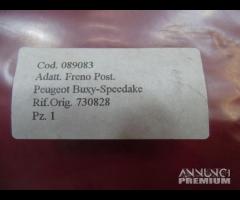 Cod. 089083
Adatt. Freno Post.
Peugeot Buxy-Speedake
Rif.Orig. 730828
Pz. 1
ANNUNCI
PREMIUM